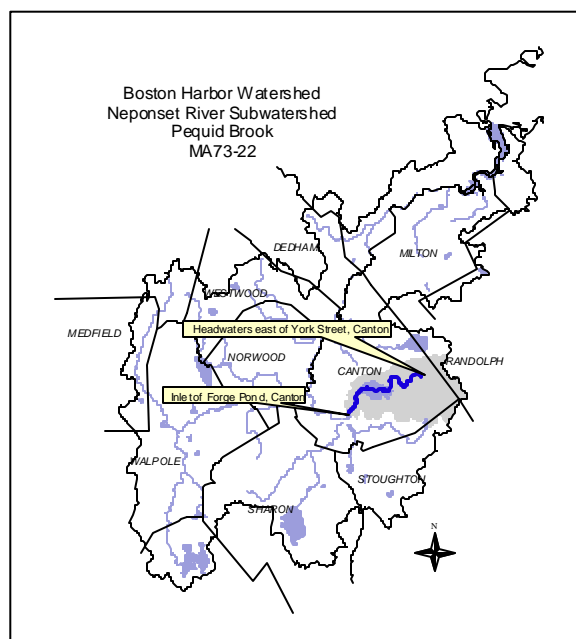 Boston Harbor Watershed
Neponset River Subwatershed
Pequid Brook
MA73-22
DEDHAM
MILTON
WESTWOOD
MEDFIELD
Headwaters east of York Street, Canton
RANDOLPH
NORWOOD
CANTON
Inlet of Forge Pond, Canton
WALPOLE
STOUGHTON
SHARON
N